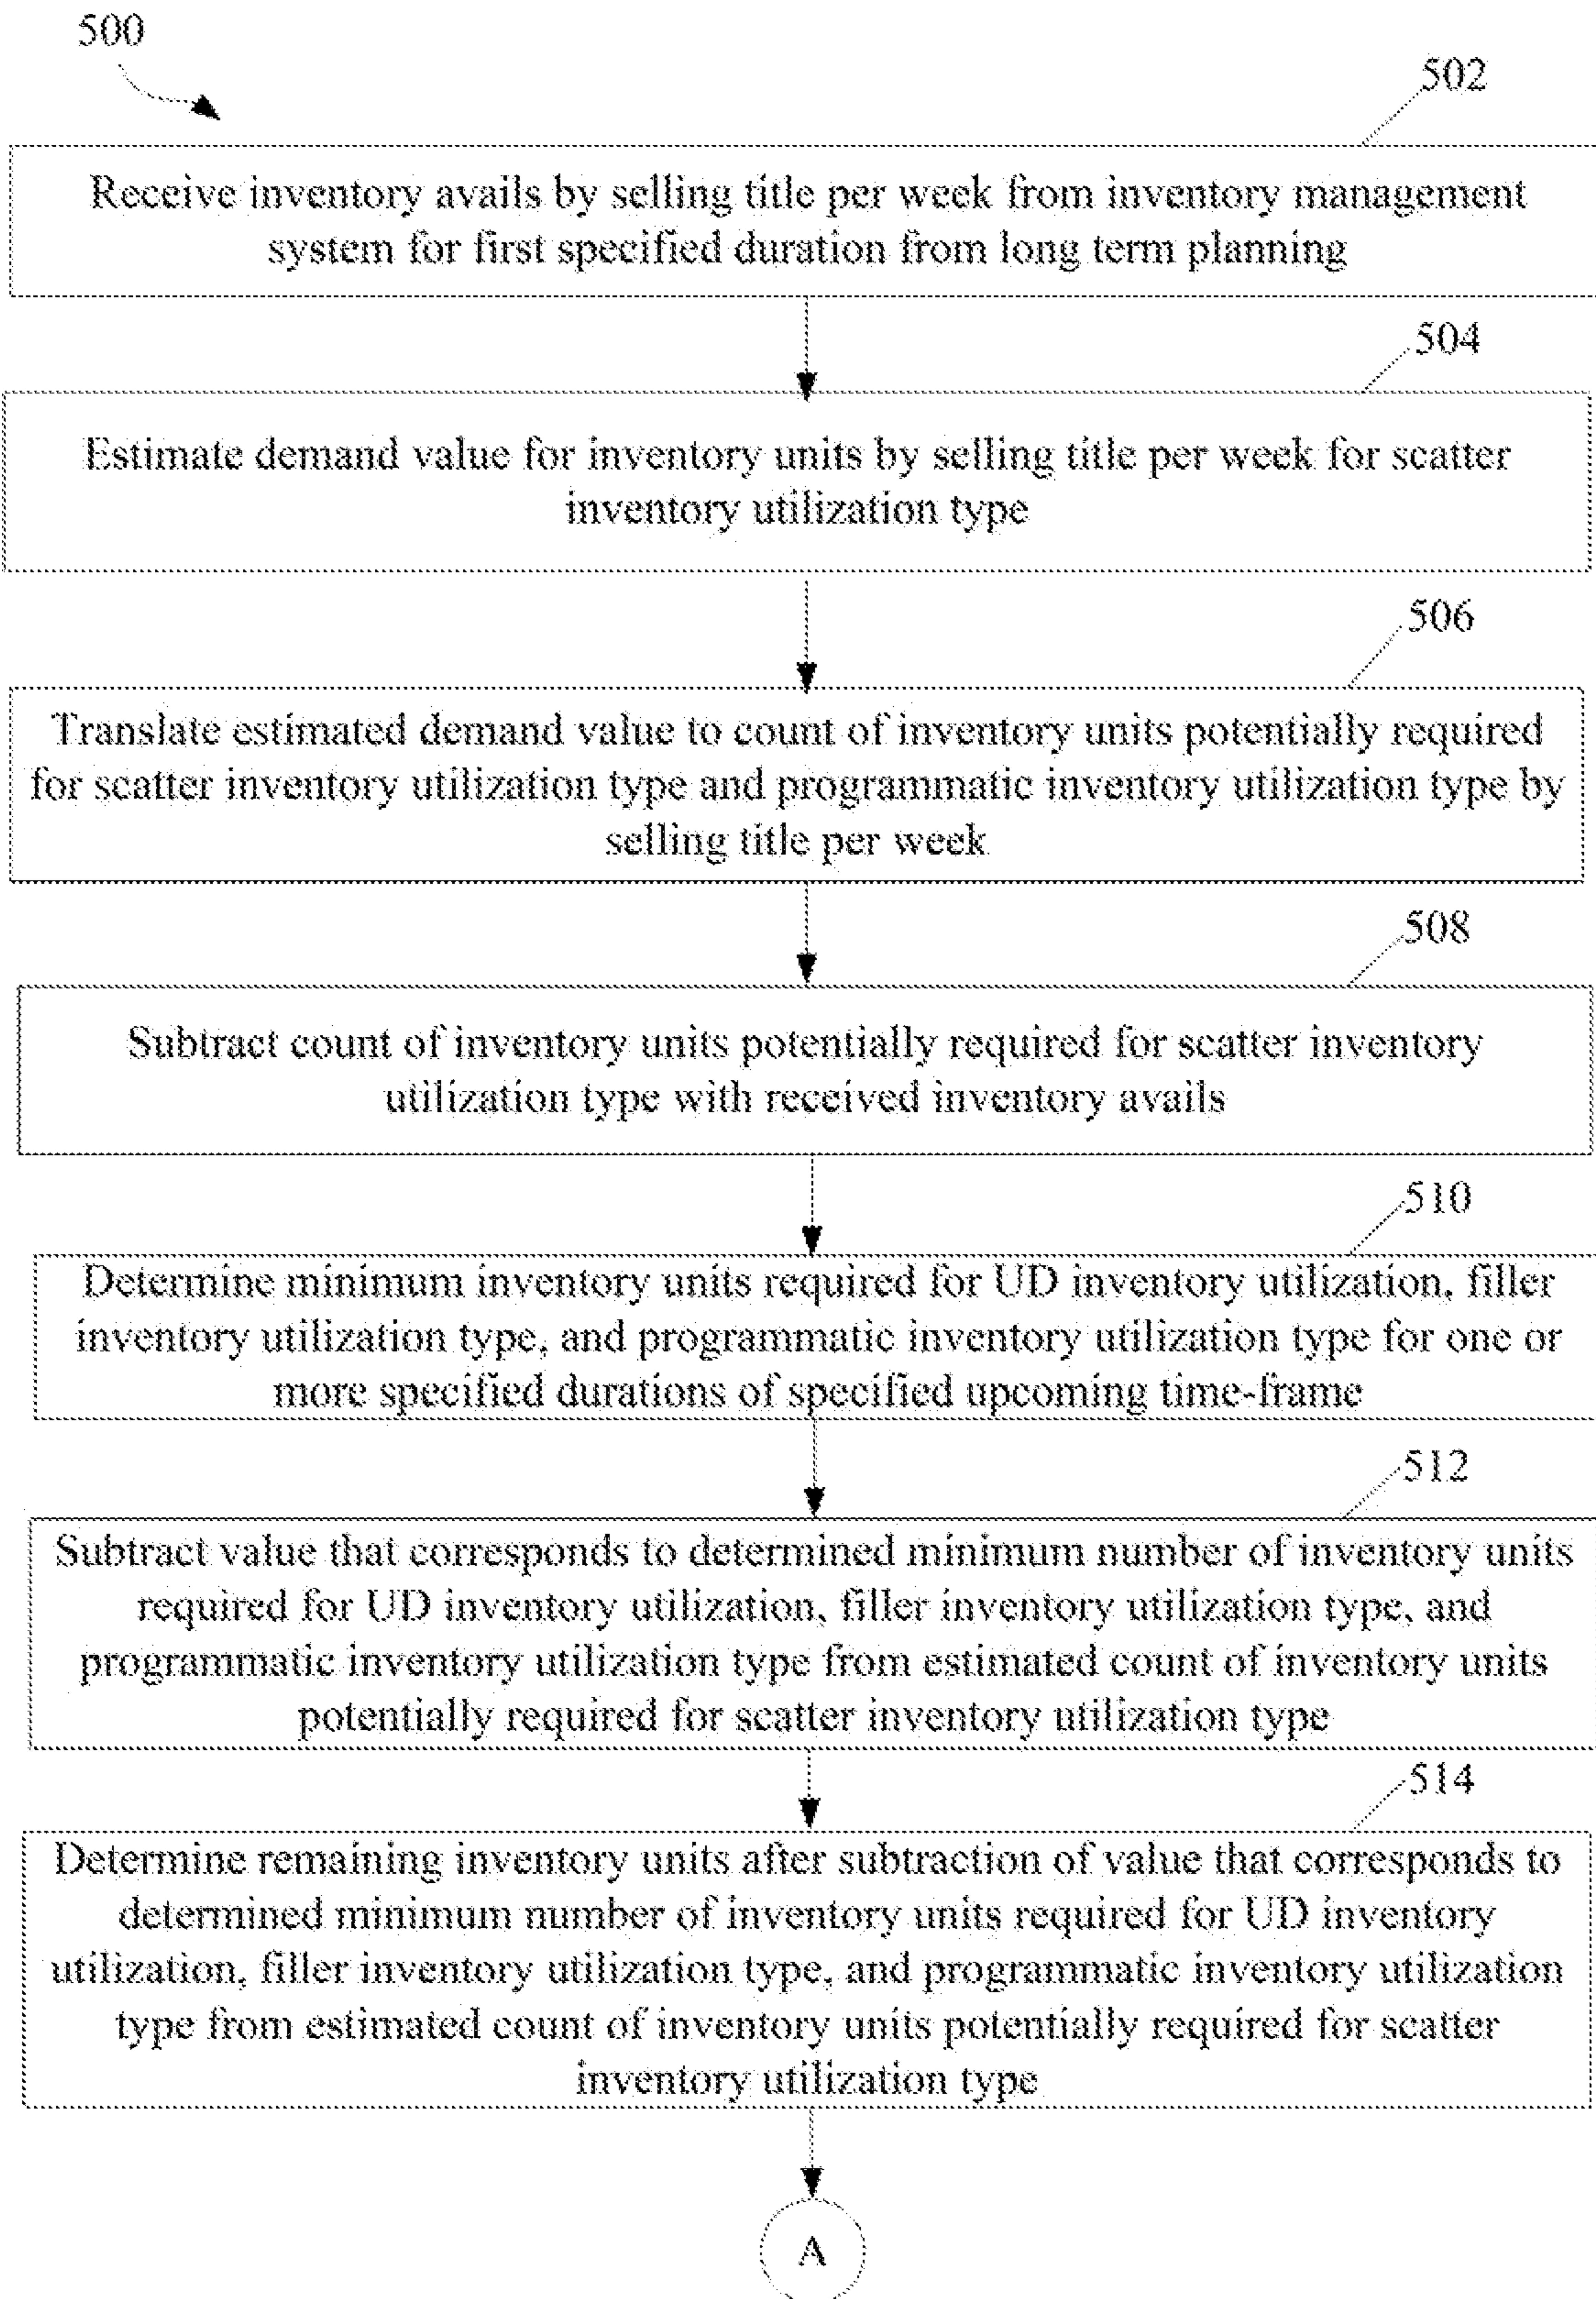 500
502
Receive inventory avails by selling title per week from inventory management
system for first specified duration from long term planning
504
Estimate demand value for inventory units by selling title per week for scatter
inventory utilization type
506
Translate estimated demand value to count of inventory units potentially required
for scatter inventory utilization type and programmatic inventory utilization type by
selling title per week
508
Subtract count of inventory units potentially required for scatter inventory
utilization type with received inventory avails
510
Determine minimum inventory units required for UD inventory utilization, filler
inventory utilization type, and programmatic inventory utilization type for one or
more specified durations of specified upcoming time-frame
512
Subtract value that corresponds to determined minimum number of inventory units
required for UD inventory utilization, filler inventory utilization type, and
programmatic inventory utilization type from estimated count of inventory units
potentially required for scatter inventory utilization type
514
Determine remaining inventory units after subtraction of value that corresponds to
determined minimum number of inventory units required for UD inventory
utilization, filler inventory utilization type, and programmatic inventory utilization
type from estimated count of inventory units potentially required for scatter
inventory utilization type
A